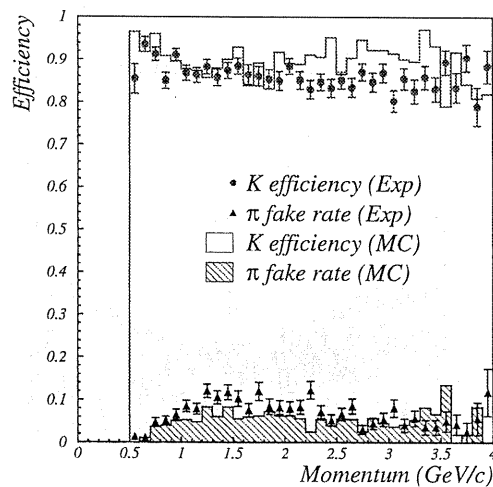 Efficiency
1
0.9
0.8
0.7
0.6
0.5
0.4
0.3
0.2
0.1
0
K efficiency (Exp)
π fake rate (Exp)
K efficiency (MC)
π fake rate (MC)
0 0.5 1 1.5 2 2.5 3 3.5 4
Momentum (GeV/c)